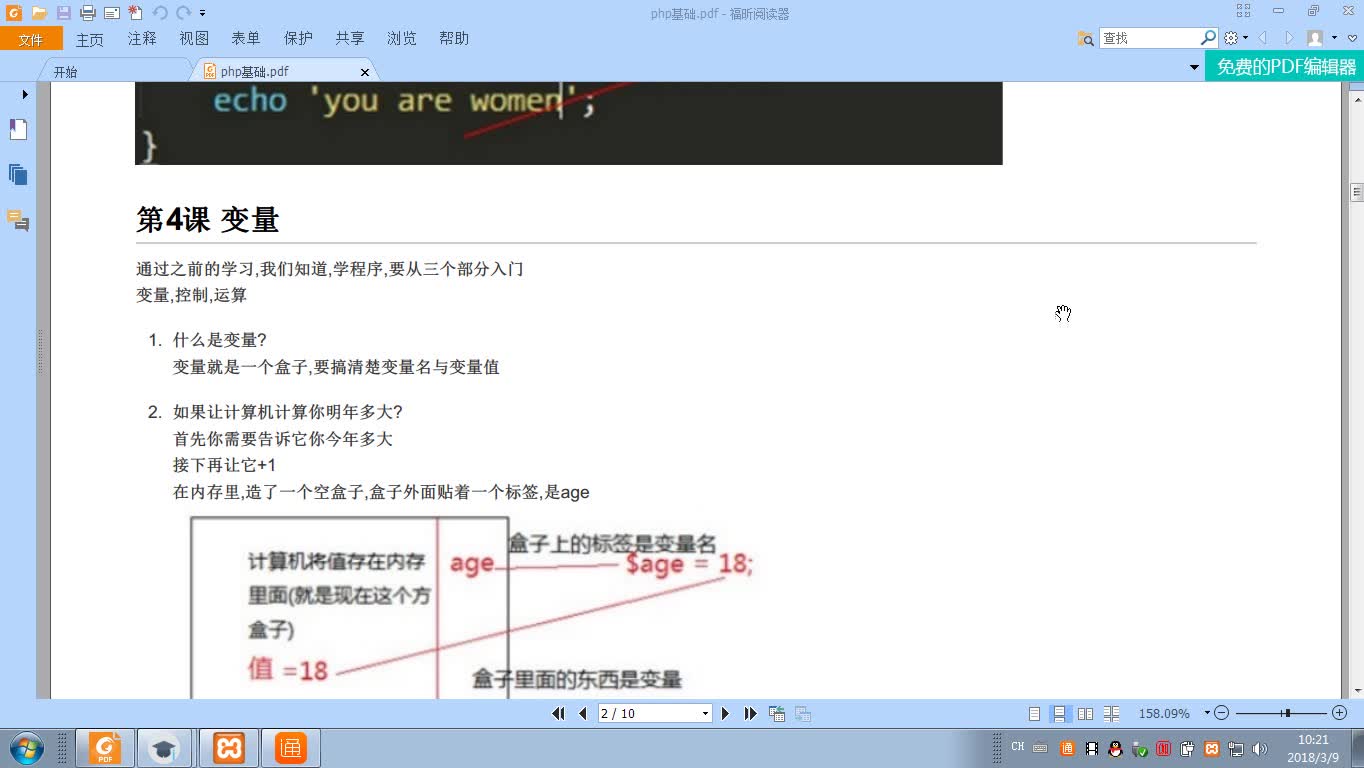 php基础.pdf - 福昕阅读器
文件 主页 注释 视图 表单 保护 共享 浏览 帮助
查找
开始
php基础.pdf
免费的PDF编辑器
echo 'you are women';
}
第4课 变量
通过之前的学习,我们知道,学程序,要从三个部分入门
变量,控制,运算
1. 什么是变量?
变量就是一个盒子,要搞清楚变量名与变量值
2. 如果让计算机计算你明年多大?
首先你需要告诉它你今年多大
接下再让它+1
在内存里,造了一个空盒子,盒子外面贴着一个标签,是age
盒子上的标签是变量名
计算机将值存在内存
age
$age = 18;
里面(就是现在这个方
盒子)
值 =18
盒子里面的东西是变量
2 / 10
158.09%
PDF
通
CH
通
10:21
2018/3/9